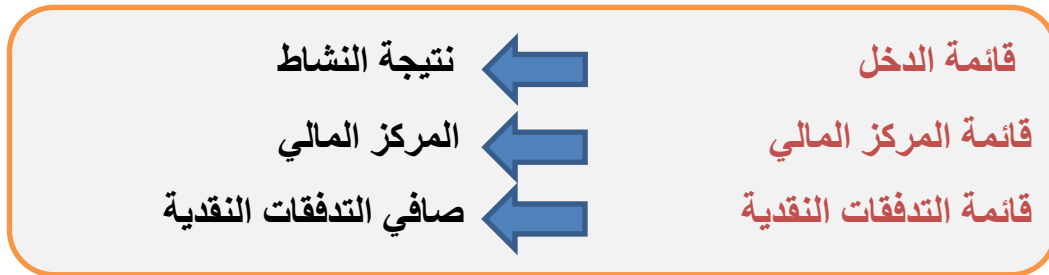 قائمة الدخل نتيجة النشاط
قائمة المركز المالي المركز المالي
قائمة التدفقات النقدية صافي التدفقات النقدية